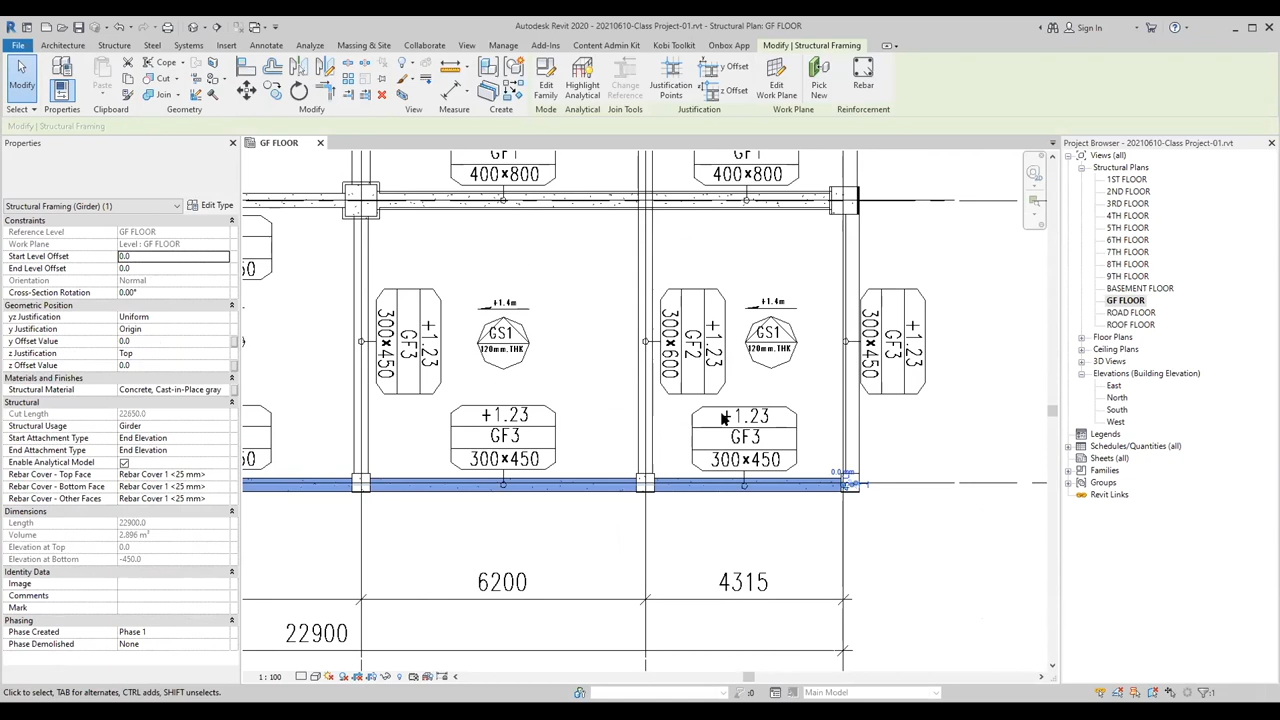 Autodesk Revit 2020 - 20210610-Class Project-01.rvt - Structural Plan: GF FLOOR
Sign In
File Architecture Structure Steel Systems Insert Annotate Analyze Massing & Site Collaborate View Manage Add-Ins Content Admin Kit Kobi Toolkit Onbox App Modify | Structural Framing
Modify
Paste
Cope
Cut
Join
Edit Family
Highlight Analytical
Change Reference
Justification Points
y Offset
z Offset
Edit Work Plane
Pick New
Rebar
Select Properties Clipboard Geometry Modify View Measure Create Mode Analytical Join Tools Justification Work Plane Reinforcement
Modify | Structural Framing
Properties
GF FLOOR
Project Browser - 20210610-Class Project-01.rvt
Structural Framing (Girder) (1)
Edit Type
Constraints
Reference Level GF FLOOR
Work Plane Level : GF FLOOR
Start Level Offset 0.0
End Level Offset 0.0
Orientation Normal
Cross-Section Rotation 0.00°
Geometric Position
yz Justification Uniform
y Justification Origin
y Offset Value 0.0
z Justification Top
z Offset Value 0.0
Materials and Finishes
Structural Material Concrete, Cast-in-Place gray
Structural
Cut Length 22650.0
Structural Usage Girder
Start Attachment Type End Elevation
End Attachment Type End Elevation
Enable Analytical Model
Rebar Cover - Top Face Rebar Cover 1 <25 mm>
Rebar Cover - Bottom Face Rebar Cover 1 <25 mm>
Rebar Cover - Other Faces Rebar Cover 1 <25 mm>
Dimensions
Length 22900.0
Volume 2.896 m³
Elevation at Top 0.0
Elevation at Bottom -450.0
Identity Data
Image
Comments
Mark
Phasing
Phase Created Phase 1
Phase Demolished None
GF1
400×800
GF1
400×800
+1.23
GF3
300×450
+1.4m
GS1
120mm.THK
+1.23
GF2
300×600
+1.4m
GS1
120mm.THK
+1.23
GF3
300×450
+1.23
GF3
300×450
+1.23
GF3
300×450
0.0 mm
6200
4315
22900
Views (all)
Structural Plans
1ST FLOOR
2ND FLOOR
3RD FLOOR
4TH FLOOR
5TH FLOOR
6TH FLOOR
7TH FLOOR
8TH FLOOR
9TH FLOOR
BASEMENT FLOOR
GF FLOOR
ROAD FLOOR
ROOF FLOOR
Floor Plans
Ceiling Plans
3D Views
Elevations (Building Elevation)
East
North
South
West
Legends
Schedules/Quantities (all)
Sheets (all)
Families
Groups
Revit Links
1 : 100
Click to select, TAB for alternates, CTRL adds, SHIFT unselects.
:0
Main Model
:1